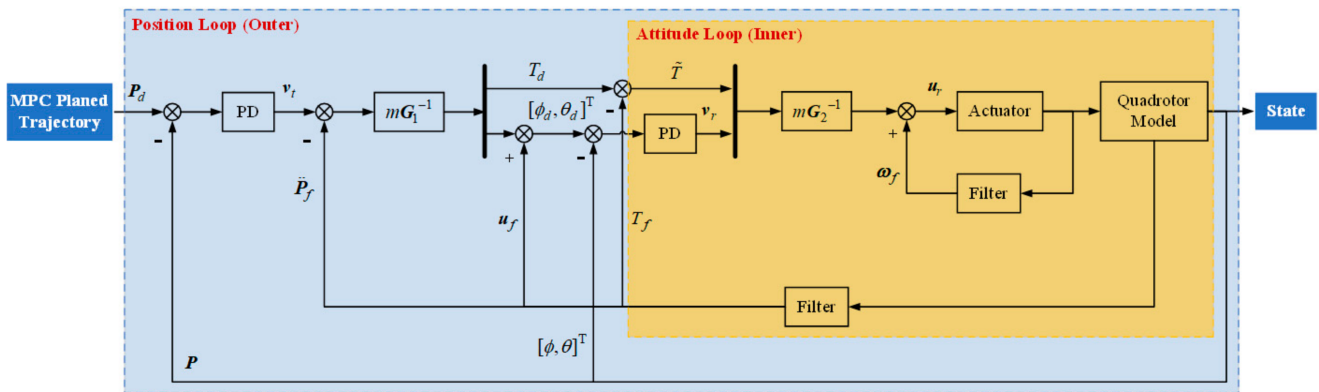 Position Loop (Outer)
Attitude Loop (Inner)
MPC Planed
Trajectory
P_d
-
PD
v_t
-
mG_1^{-1}
T_d
-
T̃
[ϕ_d, θ_d]^T
+
-
PD
v_r
mG_2^{-1}
+
u_r
Actuator
Quadrotor
Model
State
P̈_f
u_f
T_f
ω_f
Filter
Filter
[ϕ, θ]^T
P